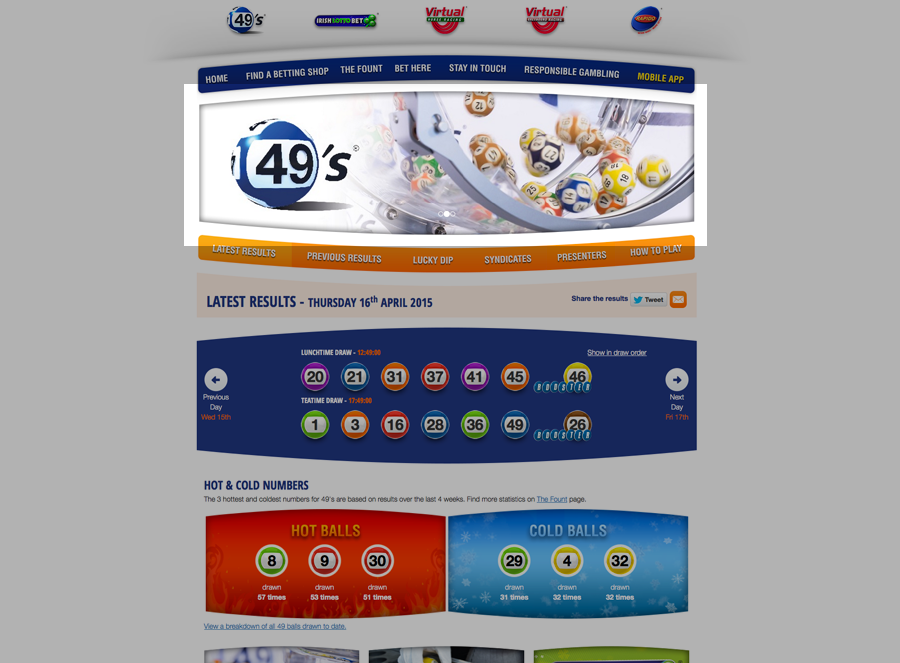 49's
IRISH LOTTO BET
Virtual
HORSE RACING
Virtual
RAPIDO
HOME
FIND A BETTING SHOP
THE FOUNT
BET HERE
STAY IN TOUCH
RESPONSIBLE GAMBLING
MOBILE APP
49's
LATEST RESULTS
PREVIOUS RESULTS
LUCKY DIP
SYNDICATES
PRESENTERS
HOW TO PLAY
LATEST RESULTS - THURSDAY 16th APRIL 2015
Share the results
Tweet
LUNCHTIME DRAW - 12:49:00
Show in draw order
20 21 31 37 41 45 46
BOOSTER
TEATIME DRAW - 17:49:00
1 3 16 28 36 49 26
BOOSTER
Previous
Day
Wed 15th
Next
Day
Fri 17th
HOT & COLD NUMBERS
The 3 hottest and coldest numbers for 49's are based on results over the last 4 weeks. Find more statistics on The Fount page.
HOT BALLS
8 9 30
drawn drawn drawn
57 times 53 times 51 times
COLD BALLS
29 4 32
drawn drawn drawn
31 times 32 times 32 times
View a breakdown of all 49 balls drawn to date.